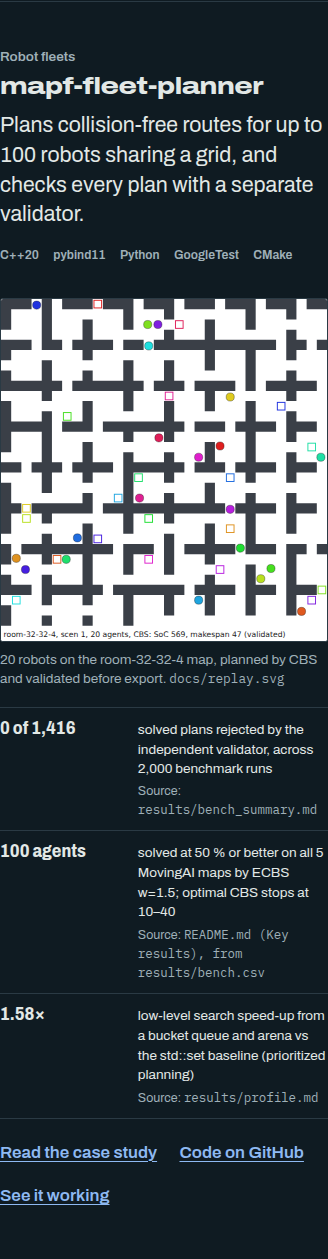 Robot fleets
mapf-fleet-planner
Plans collision-free routes for up to
100 robots sharing a grid, and
checks every plan with a separate
validator.
C++20 pybind11 Python GoogleTest CMake
room-32-32-4, scen 1, 20 agents, CBS: SoC 569, makespan 47 (validated)
20 robots on the room-32-32-4 map, planned by CBS
and validated before export. docs/replay.svg
0 of 1,416
solved plans rejected by the
independent validator, across
2,000 benchmark runs
Source:
results/bench_summary.md
100 agents
solved at 50 % or better on all 5
MovingAI maps by ECBS
w=1.5; optimal CBS stops at
10–40
Source: README.md (Key
results), from
results/bench.csv
1.58×
low-level search speed-up from
a bucket queue and arena vs
the std::set baseline (prioritized
planning)
Source: results/profile.md
Read the case study Code on GitHub
See it working